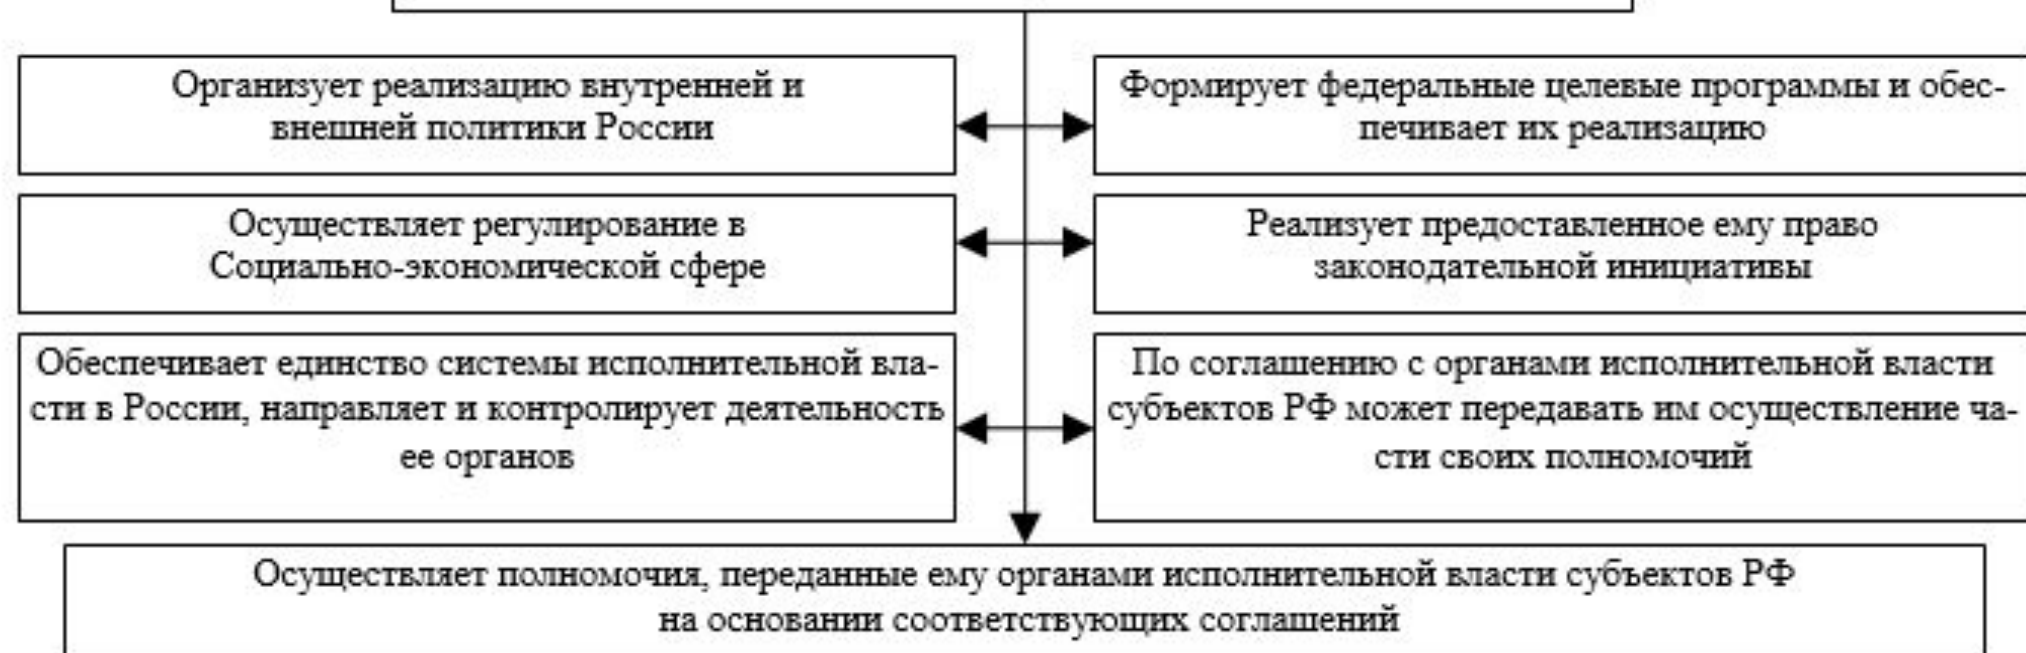 Организует реализацию внутренней и
внешней политики России
Формирует федеральные целевые программы и обес-
печивает их реализацию
Осуществляет регулирование в
Социально-экономической сфере
Реализует предоставленное ему право
законодательной инициативы
Обеспечивает единство системы исполнительной вла-
сти в России, направляет и контролирует деятельность
ее органов
По соглашению с органами исполнительной власти
субъектов РФ может передавать им осуществление ча-
сти своих полномочий
Осуществляет полномочия, переданные ему органами исполнительной власти субъектов РФ
на основании соответствующих соглашений